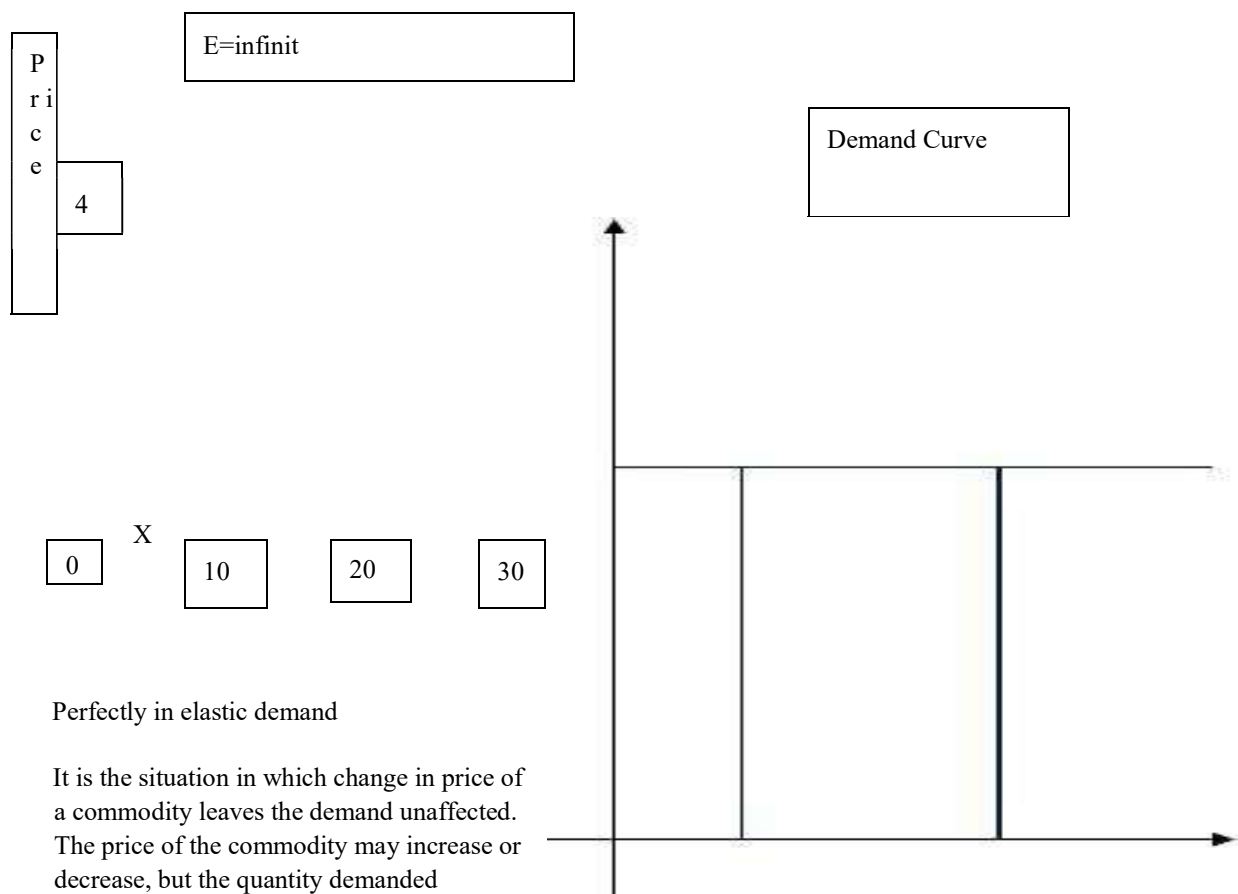 E=infinit
P
r i
c
e
4
Demand Curve
X
0
10
20
30
Perfectly in elastic demand
It is the situation in which change in price of
a commodity leaves the demand unaffected.
The price of the commodity may increase or
decrease, but the quantity demanded